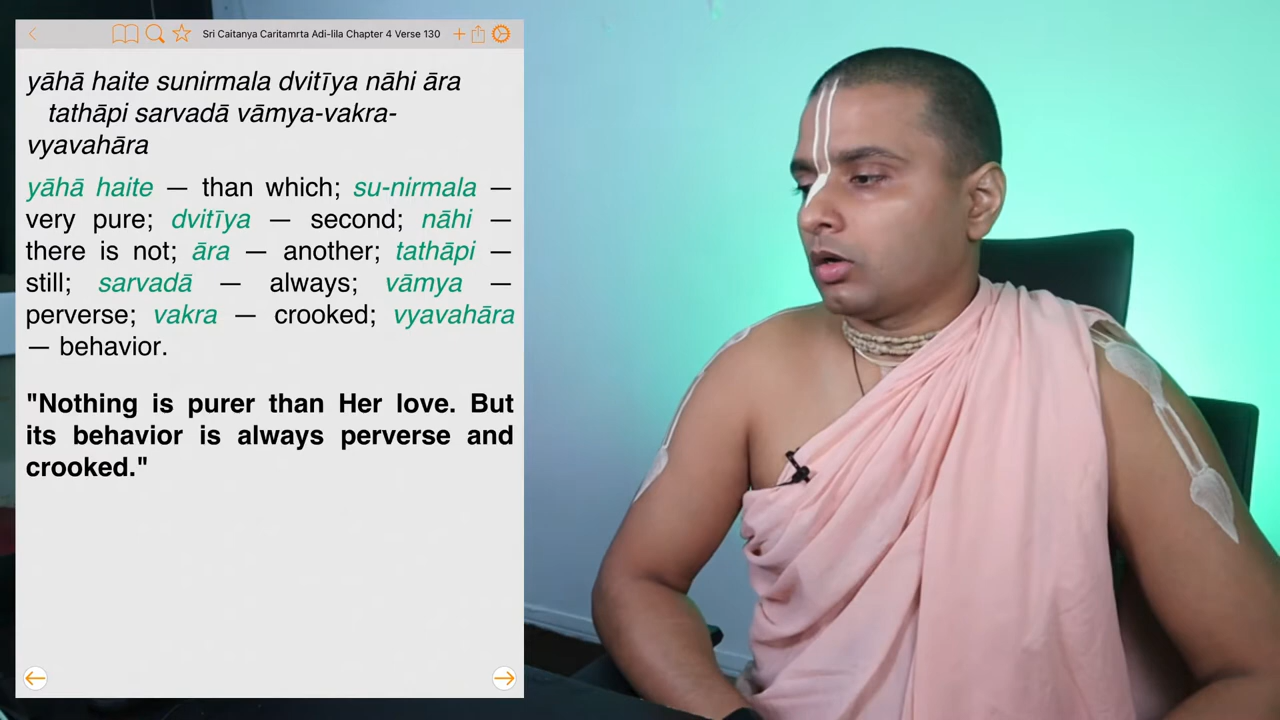 Sri Caitanya Caritamrta Adi-lila Chapter 4 Verse 130
yāhā haite sunirmala dvitīya nāhi āra
tathāpi sarvadā vāmya-vakra-
vyavahāra
yāhā haite — than which; su-nirmala —
very pure; dvitīya — second; nāhi —
there is not; āra — another; tathāpi —
still; sarvadā — always; vāmya —
perverse; vakra — crooked; vyavahāra
— behavior.
"Nothing is purer than Her love. But
its behavior is always perverse and
crooked."